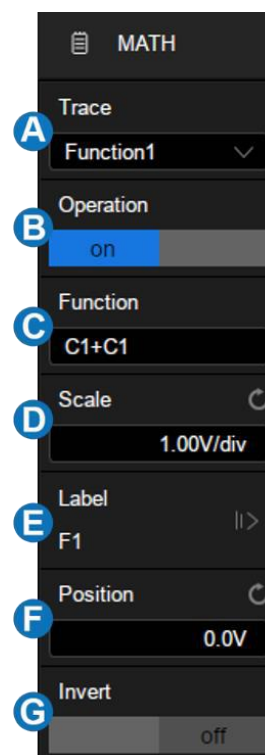 MATH
Trace
A
Function1
Operation
B
on
Function
C
C1+C1
Scale
D
1.00V/div
Label
E
F1
Position
F
0.0V
Invert
G
off